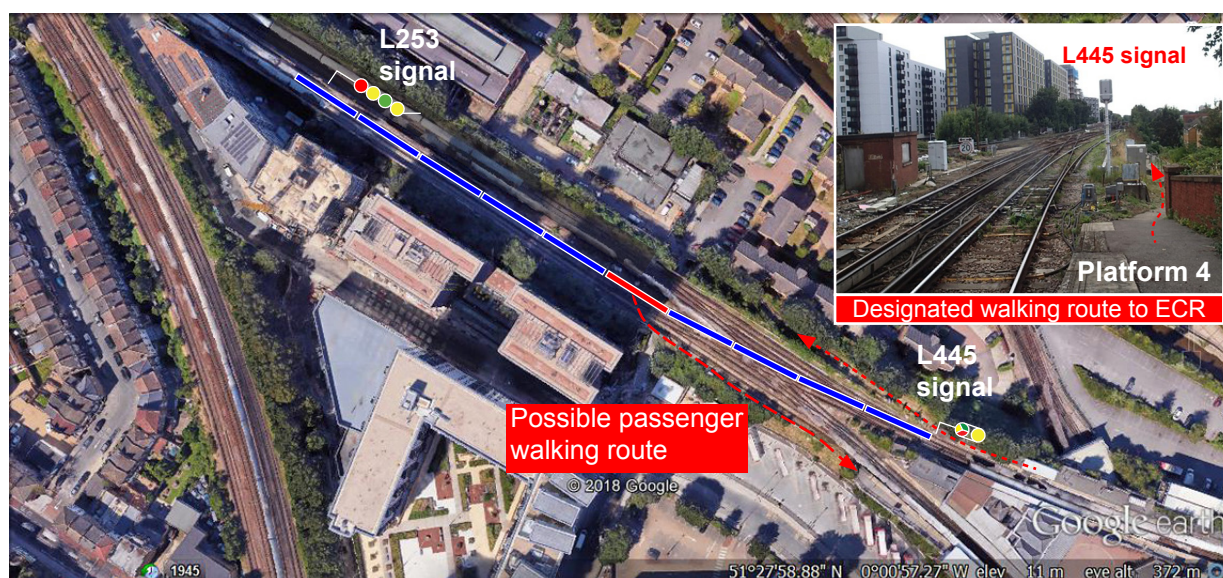 L253
signal
L445 signal
20
Platform 4
Designated walking route to ECR
L445
signal
Possible passenger
walking route
© 2018 Google
Google earth
1945
51°27'58.88" N 0°00'57.27" W elev 11 m eye alt 372 m